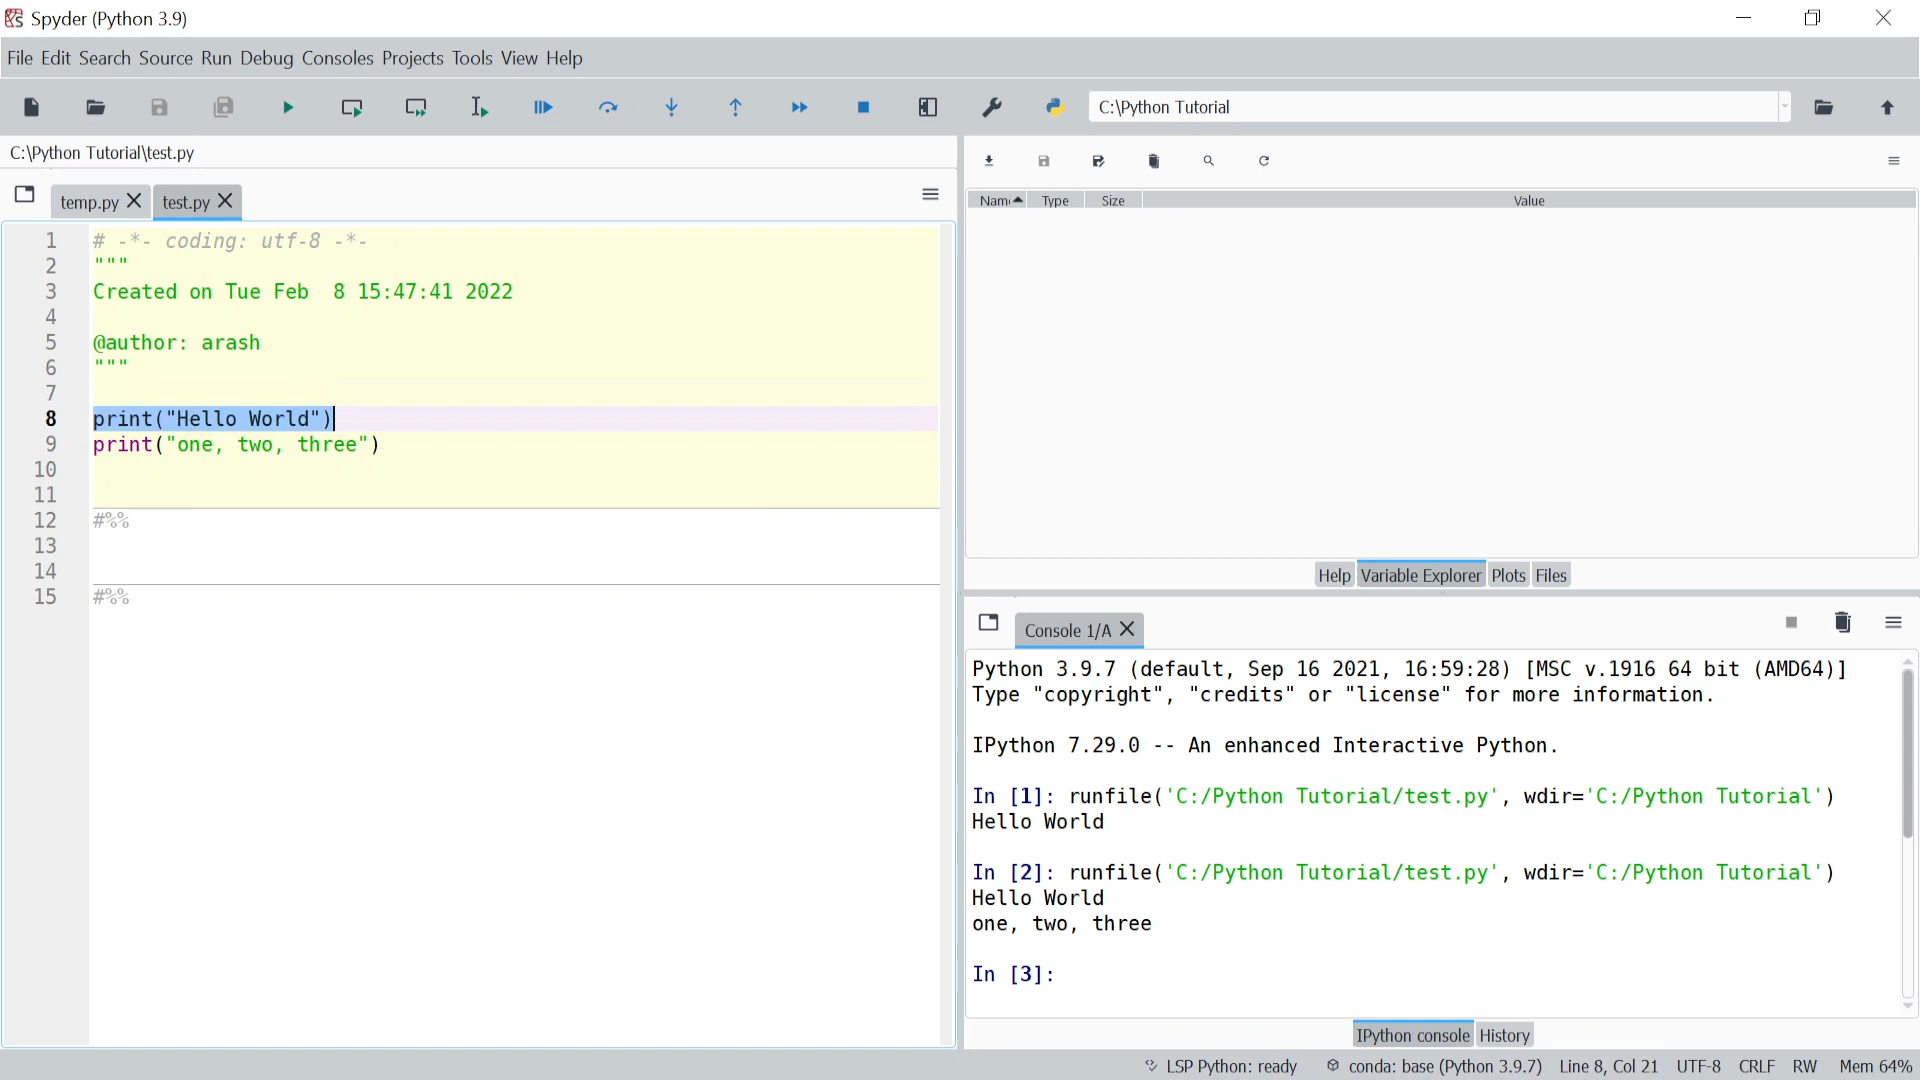 Spyder (Python 3.9)
File Edit Search Source Run Debug Consoles Projects Tools View Help
C:\Python Tutorial
C:\Python Tutorial\test.py
temp.py test.py
1 # -*- coding: utf-8 -*-
2 """
3 Created on Tue Feb  8 15:47:41 2022
4
5 @author: arash
6 """
7
8 print("Hello World")
9 print("one, two, three")
10
11
12 #%%
13
14
15 #%%
Name Type Size Value
Help Variable Explorer Plots Files
Console 1/A
Python 3.9.7 (default, Sep 16 2021, 16:59:28) [MSC v.1916 64 bit (AMD64)]
Type "copyright", "credits" or "license" for more information.
IPython 7.29.0 -- An enhanced Interactive Python.
In [1]: runfile('C:/Python Tutorial/test.py', wdir='C:/Python Tutorial')
Hello World
In [2]: runfile('C:/Python Tutorial/test.py', wdir='C:/Python Tutorial')
Hello World
one, two, three
In [3]:
IPython console History
LSP Python: ready conda: base (Python 3.9.7) Line 8, Col 21 UTF-8 CRLF RW Mem 64%